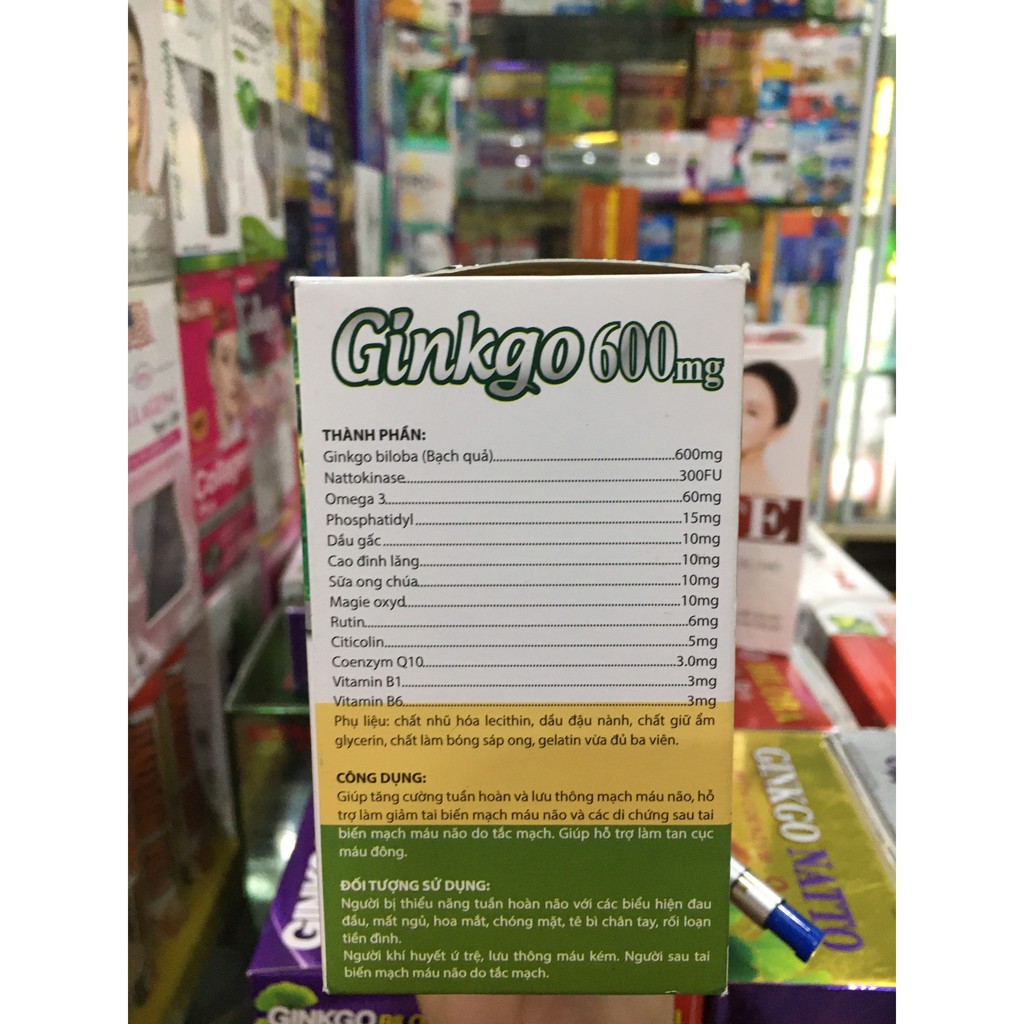 Ginkgo 600mg
THÀNH PHẦN:
Ginkgo biloba (Bạch quả)....................600mg
Nattokinase....................300FU
Omega 3....................60mg
Phosphatidyl....................15mg
Dầu gấc....................10mg
Cao đinh lăng....................10mg
Sữa ong chúa....................10mg
Magie oxyd....................10mg
Rutin....................6mg
Citicolin....................5mg
Coenzym Q10....................3.0mg
Vitamin B1....................3mg
Vitamin B6....................3mg
Phụ liệu: chất nhũ hóa lecithin, dầu đậu nành, chất giữ ẩm
glycerin, chất làm bóng sáp ong, gelatin vừa đủ ba viên.
CÔNG DỤNG:
Giúp tăng cường tuần hoàn và lưu thông mạch máu não, hỗ
trợ làm giảm tai biến mạch máu não và các di chứng sau tai
biến mạch máu não do tắc mạch. Giúp hỗ trợ làm tan cục
máu đông.
ĐỐI TƯỢNG SỬ DỤNG:
Người bị thiểu năng tuần hoàn não với các biểu hiện đau
đầu, mất ngủ, hoa mắt, chóng mặt, tê bì chân tay, rối loạn
tiền đình.
Người khí huyết ứ trệ, lưu thông máu kém. Người sau tai
biến mạch máu não do tắc mạch.
GINKGO NAITO
GINKGO
Collagen